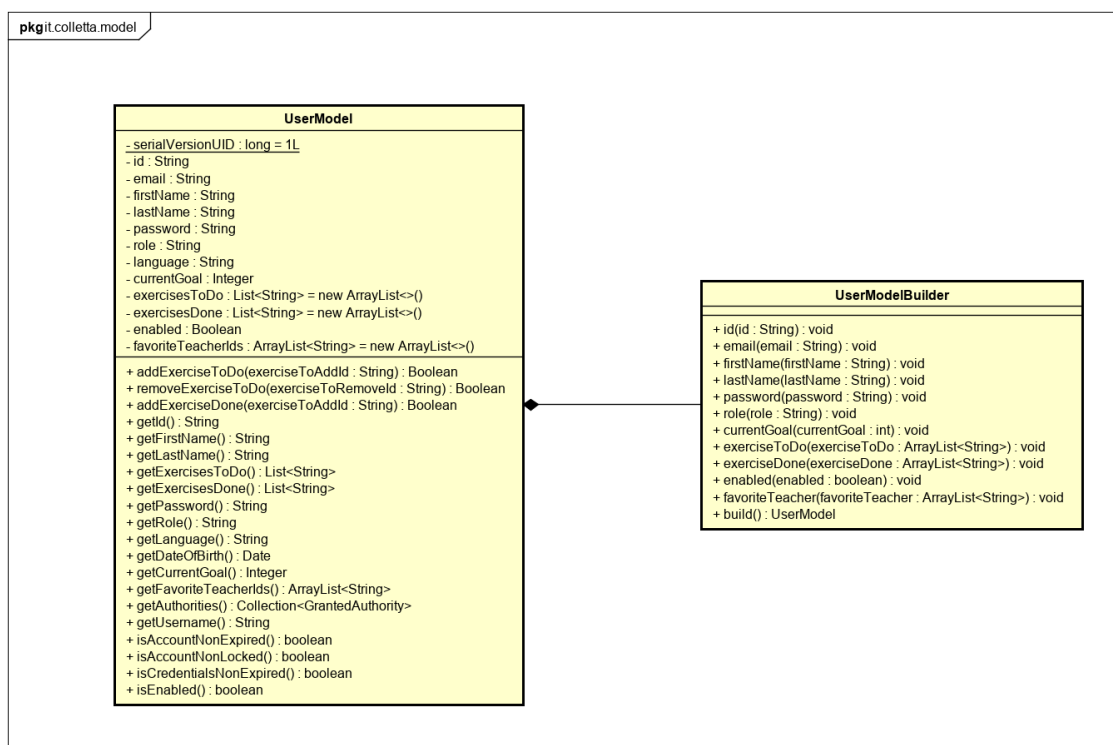 pkg it.colletta.model
UserModel
- serialVersionUID : long = 1L
- id : String
- email : String
- firstName : String
- lastName : String
- password : String
- role : String
- language : String
- currentGoal : Integer
- exercisesToDo : List<String> = new ArrayList<>()
- exercisesDone : List<String> = new ArrayList<>()
- enabled : Boolean
- favoriteTeacherIds : ArrayList<String> = new ArrayList<>()
+ addExerciseToDo(exerciseToAddId : String) : Boolean
+ removeExerciseToDo(exerciseToRemoveId : String) : Boolean
+ addExerciseDone(exerciseToAddId : String) : Boolean
+ getId() : String
+ getFirstName() : String
+ getLastName() : String
+ getExercisesToDo() : List<String>
+ getExercisesDone() : List<String>
+ getPassword() : String
+ getRole() : String
+ getLanguage() : String
+ getDateOfBirth() : Date
+ getCurrentGoal() : Integer
+ getFavoriteTeacherIds() : ArrayList<String>
+ getAuthorities() : Collection<GrantedAuthority>
+ getUsername() : String
+ isAccountNonExpired() : boolean
+ isAccountNonLocked() : boolean
+ isCredentialsNonExpired() : boolean
+ isEnabled() : boolean
UserModelBuilder
+ id(id : String) : void
+ email(email : String) : void
+ firstName(firstName : String) : void
+ lastName(lastName : String) : void
+ password(password : String) : void
+ role(role : String) : void
+ currentGoal(currentGoal : int) : void
+ exerciseToDo(exerciseToDo : ArrayList<String>) : void
+ exerciseDone(exerciseDone : ArrayList<String>) : void
+ enabled(enabled : boolean) : void
+ favoriteTeacher(favoriteTeacher : ArrayList<String>) : void
+ build() : UserModel